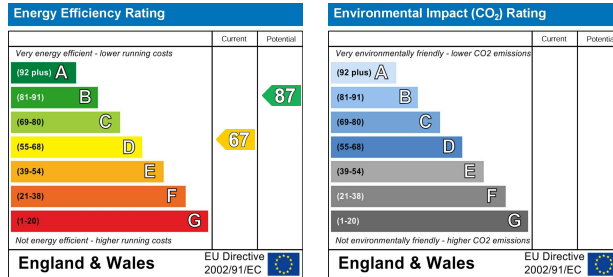 Energy Efficiency Rating
Current Potential
Very energy efficient - lower running costs
(92 plus) A
(81-91) B
87
(69-80) C
(55-68) D
67
(39-54) E
(21-38) F
(1-20) G
Not energy efficient - higher running costs
England & Wales
EU Directive
2002/91/EC
Environmental Impact (CO₂) Rating
Current Potential
Very environmentally friendly - lower CO2 emissions
(92 plus) A
(81-91) B
(69-80) C
(55-68) D
(39-54) E
(21-38) F
(1-20) G
Not environmentally friendly - higher CO2 emissions
England & Wales
EU Directive
2002/91/EC